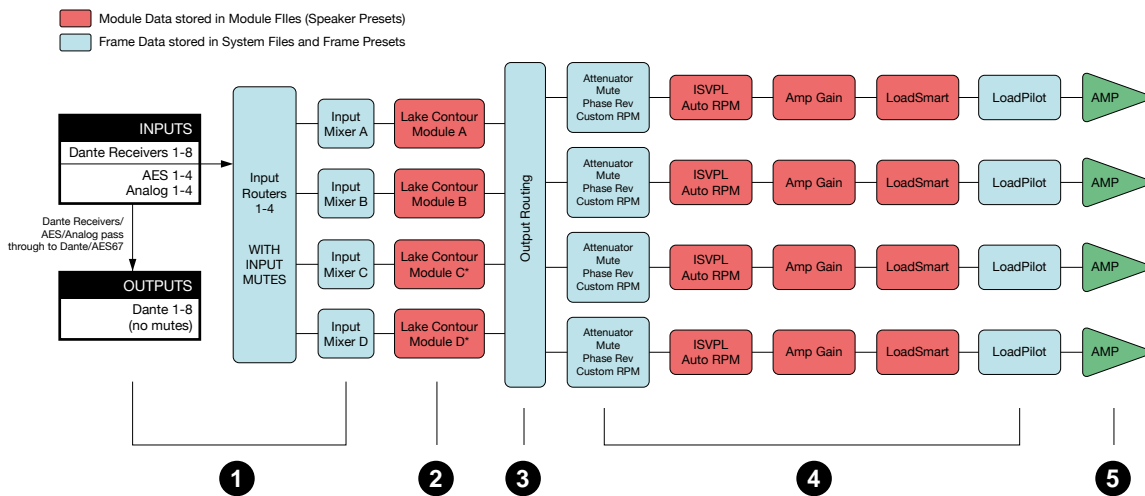 Module Data stored in Module FIles (Speaker Presets)
Frame Data stored in System Files and Frame Presets
INPUTS
Dante Receivers 1-8
AES 1-4
Analog 1-4
Dante Receivers/
AES/Analog pass
through to Dante/AES67
OUTPUTS
Dante 1-8
(no mutes)
Input
Routers
1-4
WITH
INPUT
MUTES
Input
Mixer A
Lake Contour
Module A
Input
Mixer B
Lake Contour
Module B
Input
Mixer C
Lake Contour
Module C*
Input
Mixer D
Lake Contour
Module D*
Output Routing
Attenuator
Mute
Phase Rev
Custom RPM
ISVPL
Auto RPM
Amp Gain
LoadSmart
LoadPilot
AMP
Attenuator
Mute
Phase Rev
Custom RPM
ISVPL
Auto RPM
Amp Gain
LoadSmart
LoadPilot
AMP
Attenuator
Mute
Phase Rev
Custom RPM
ISVPL
Auto RPM
Amp Gain
LoadSmart
LoadPilot
AMP
Attenuator
Mute
Phase Rev
Custom RPM
ISVPL
Auto RPM
Amp Gain
LoadSmart
LoadPilot
AMP
1
2
3
4
5